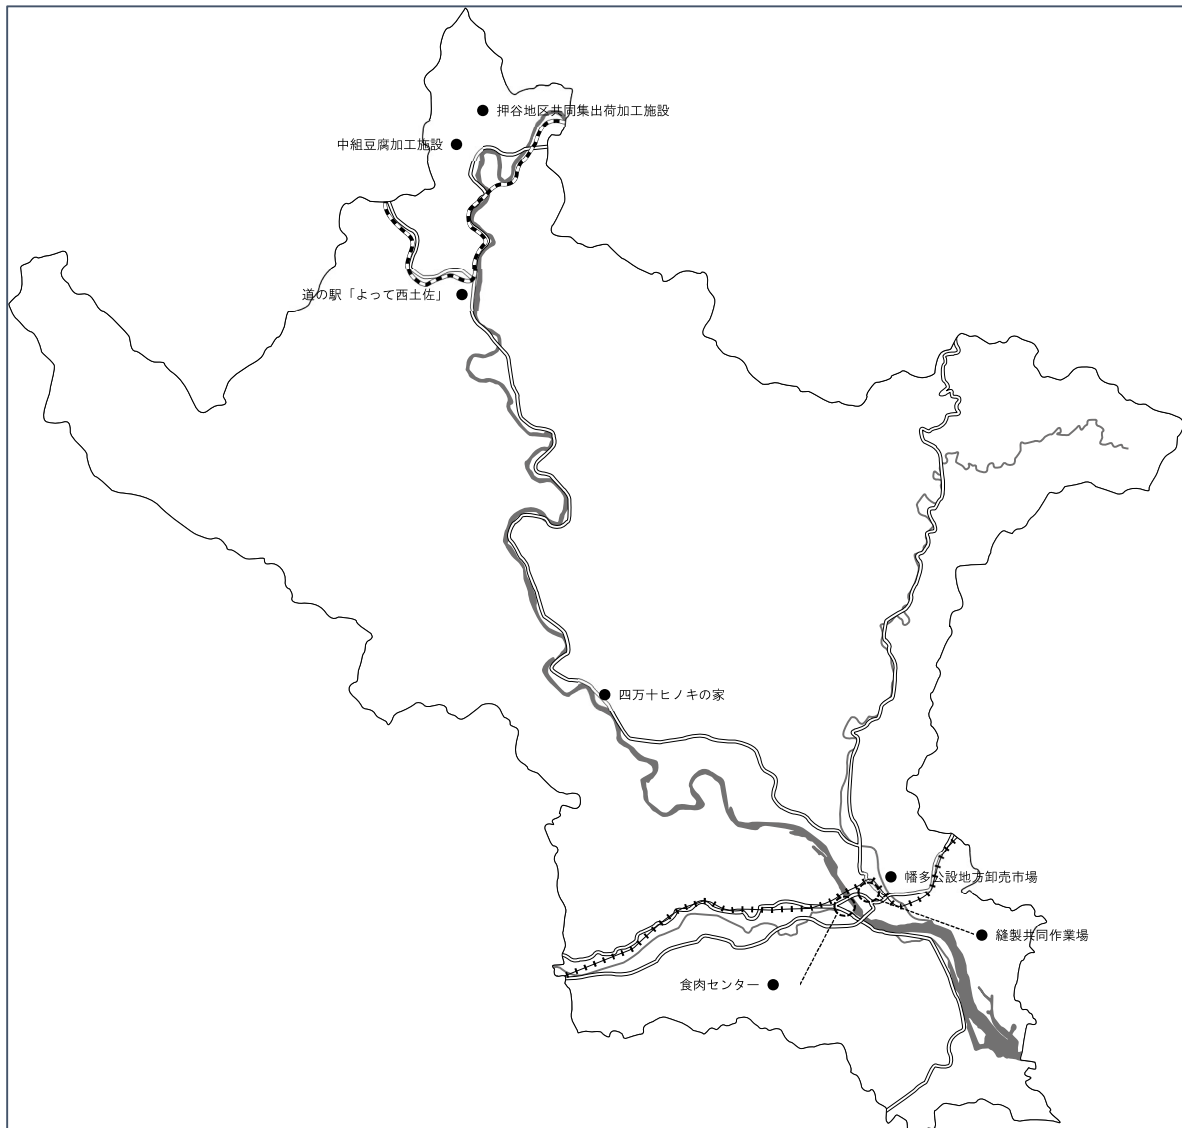 押谷地区共同集出荷加工施設
中組豆腐加工施設
道の駅「よって西土佐」
四万十ヒノキの家
幡多公設地方卸売市場
縫製共同作業場
食肉センター